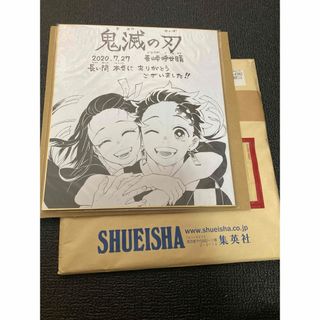 鬼滅の刃
2020.7.27 吾峠呼世晴
長い間 本当に ありがとう
ございました!!
www.shueisha.co.jp
SHUEISHA 集英社